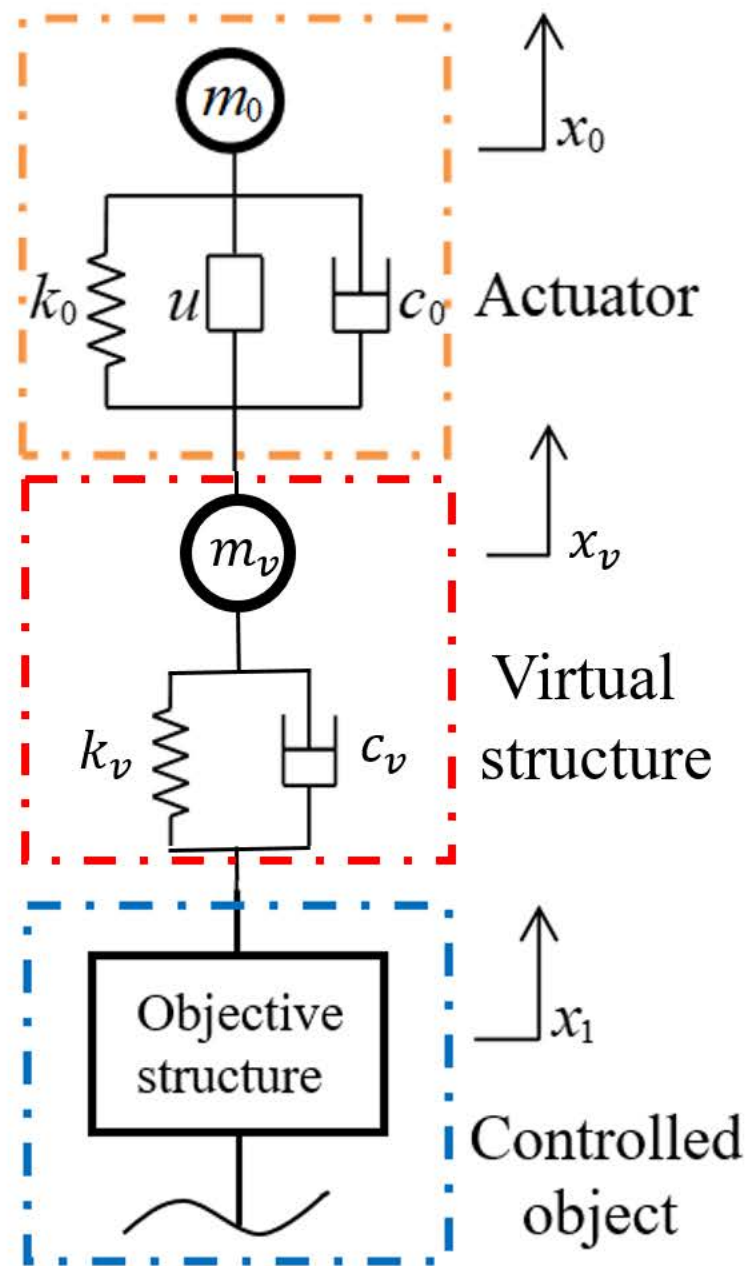 m₀
x₀
k₀
u
c₀
Actuator
mᵥ
xᵥ
Virtual
structure
kᵥ
cᵥ
Objective
structure
x₁
Controlled
object